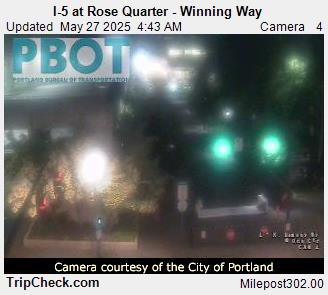 I-5 at Rose Quarter - Winning Way
Updated May 27 2025 4:43 AM Camera 4
PBOT
PORTLAND BUREAU OF TRANSPORTATION
Camera courtesy of the City of Portland
TripCheck.com Milepost302.00